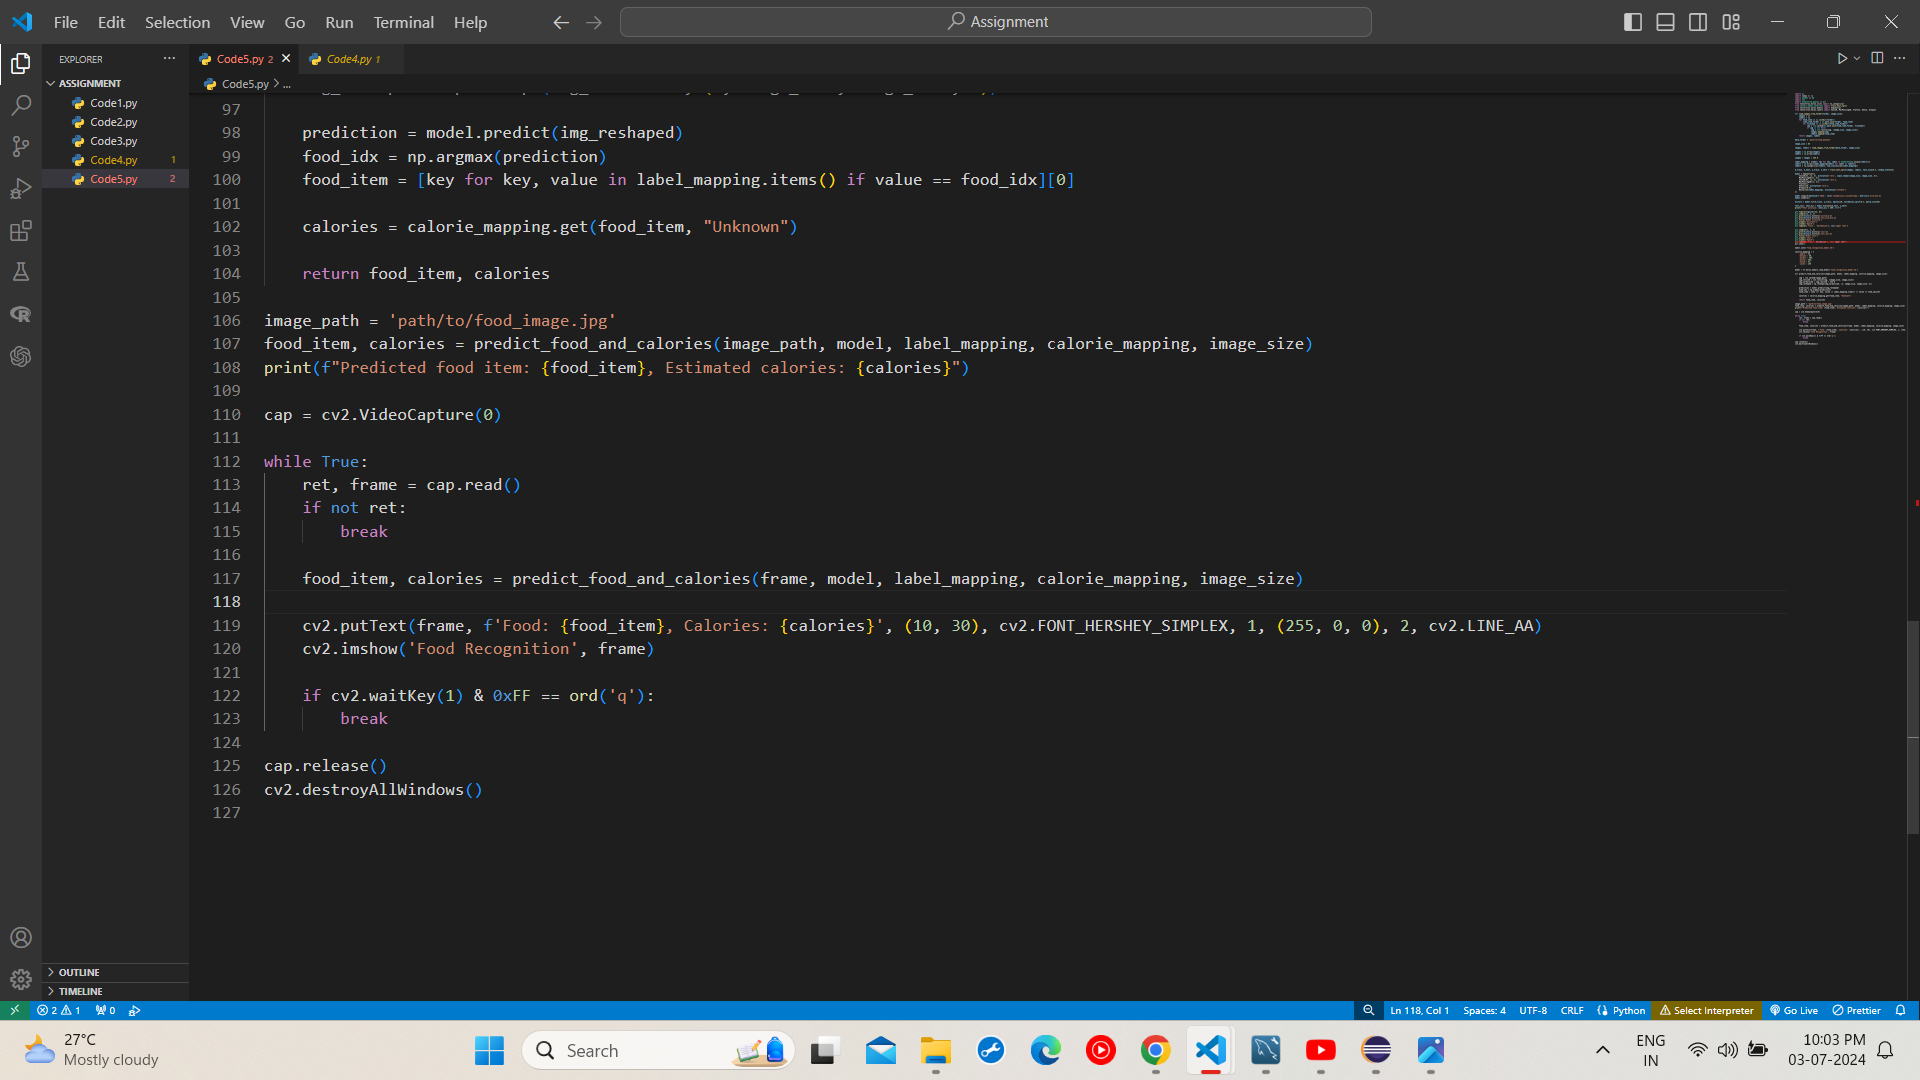 File Edit Selection View Go Run Terminal Help
Assignment
EXPLORER
Code5.py 2
Code4.py 1
ASSIGNMENT
Code5.py > ...
Code1.py
Code2.py
Code3.py
Code4.py 1
Code5.py 2
97
98 prediction = model.predict(img_reshaped)
99 food_idx = np.argmax(prediction)
100 food_item = [key for key, value in label_mapping.items() if value == food_idx][0]
101
102 calories = calorie_mapping.get(food_item, "Unknown")
103
104 return food_item, calories
105
106 image_path = 'path/to/food_image.jpg'
107 food_item, calories = predict_food_and_calories(image_path, model, label_mapping, calorie_mapping, image_size)
108 print(f"Predicted food item: {food_item}, Estimated calories: {calories}")
109
110 cap = cv2.VideoCapture(0)
111
112 while True:
113 ret, frame = cap.read()
114 if not ret:
115 break
116
117 food_item, calories = predict_food_and_calories(frame, model, label_mapping, calorie_mapping, image_size)
118
119 cv2.putText(frame, f'Food: {food_item}, Calories: {calories}', (10, 30), cv2.FONT_HERSHEY_SIMPLEX, 1, (255, 0, 0), 2, cv2.LINE_AA)
120 cv2.imshow('Food Recognition', frame)
121
122 if cv2.waitKey(1) & 0xFF == ord('q'):
123 break
124
125 cap.release()
126 cv2.destroyAllWindows()
127
OUTLINE
TIMELINE
2 1 0
Ln 118, Col 1 Spaces: 4 UTF-8 CRLF Python Select Interpreter Go Live Prettier
27°C
Mostly cloudy
Search
ENG
IN
10:03 PM
03-07-2024